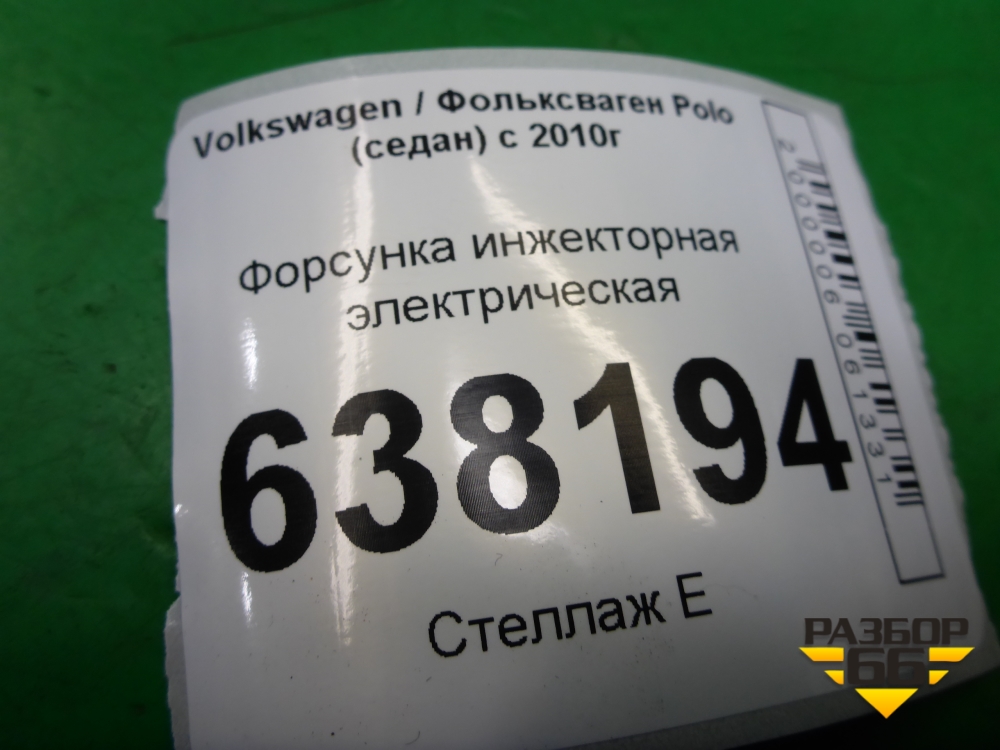 Volkswagen / Фольксваген Polo
(седан) с 2010г
Форсунка инжекторная
электрическая
638194
Стеллаж Е
2000006061331
РАЗБОР
66